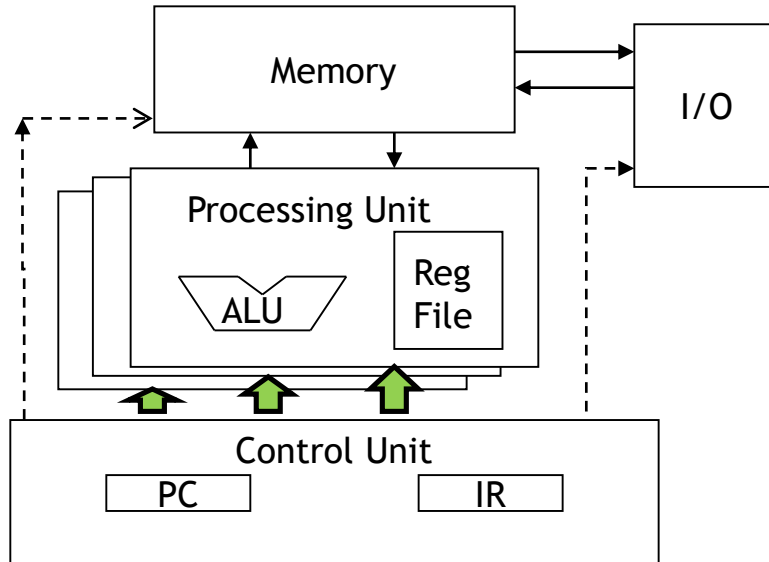 Memory
I/O
Processing Unit
ALU
Reg
File
Control Unit
PC
IR